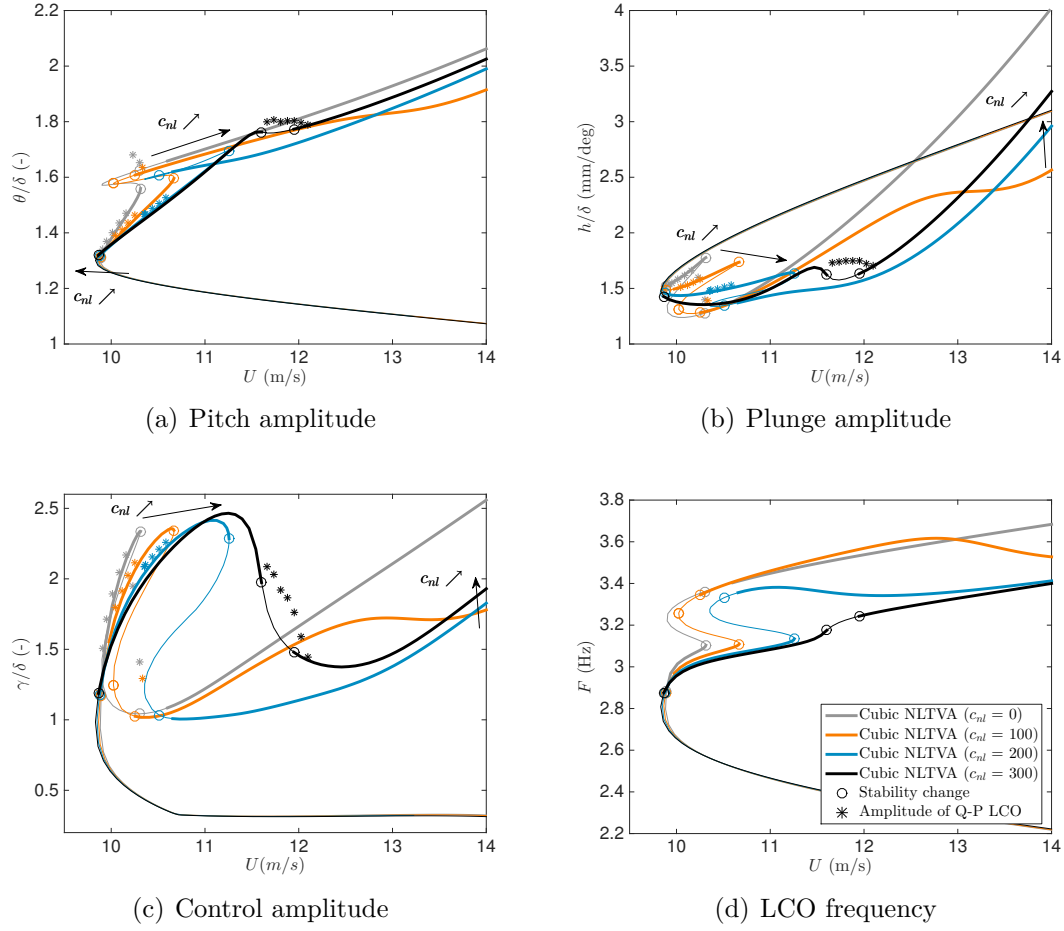 2.2
2
1.8
1.6
1.4
1.2
1
θ/δ (-)
c_nl ↗
c_nl ↗
10 11 12 13 14
U (m/s)
(a) Pitch amplitude
4
3.5
3
2.5
2
1.5
1
h/δ (mm/deg)
c_nl ↗
c_nl ↗
10 11 12 13 14
U(m/s)
(b) Plunge amplitude
2.5
2
1.5
1
0.5
γ/δ (-)
c_nl ↗
c_nl ↗
10 11 12 13 14
U(m/s)
(c) Control amplitude
3.8
3.6
3.4
3.2
3
2.8
2.6
2.4
2.2
F (Hz)
Cubic NLTVA (c_nl = 0)
Cubic NLTVA (c_nl = 100)
Cubic NLTVA (c_nl = 200)
Cubic NLTVA (c_nl = 300)
Stability change
Amplitude of Q-P LCO
10 11 12 13 14
U (m/s)
(d) LCO frequency